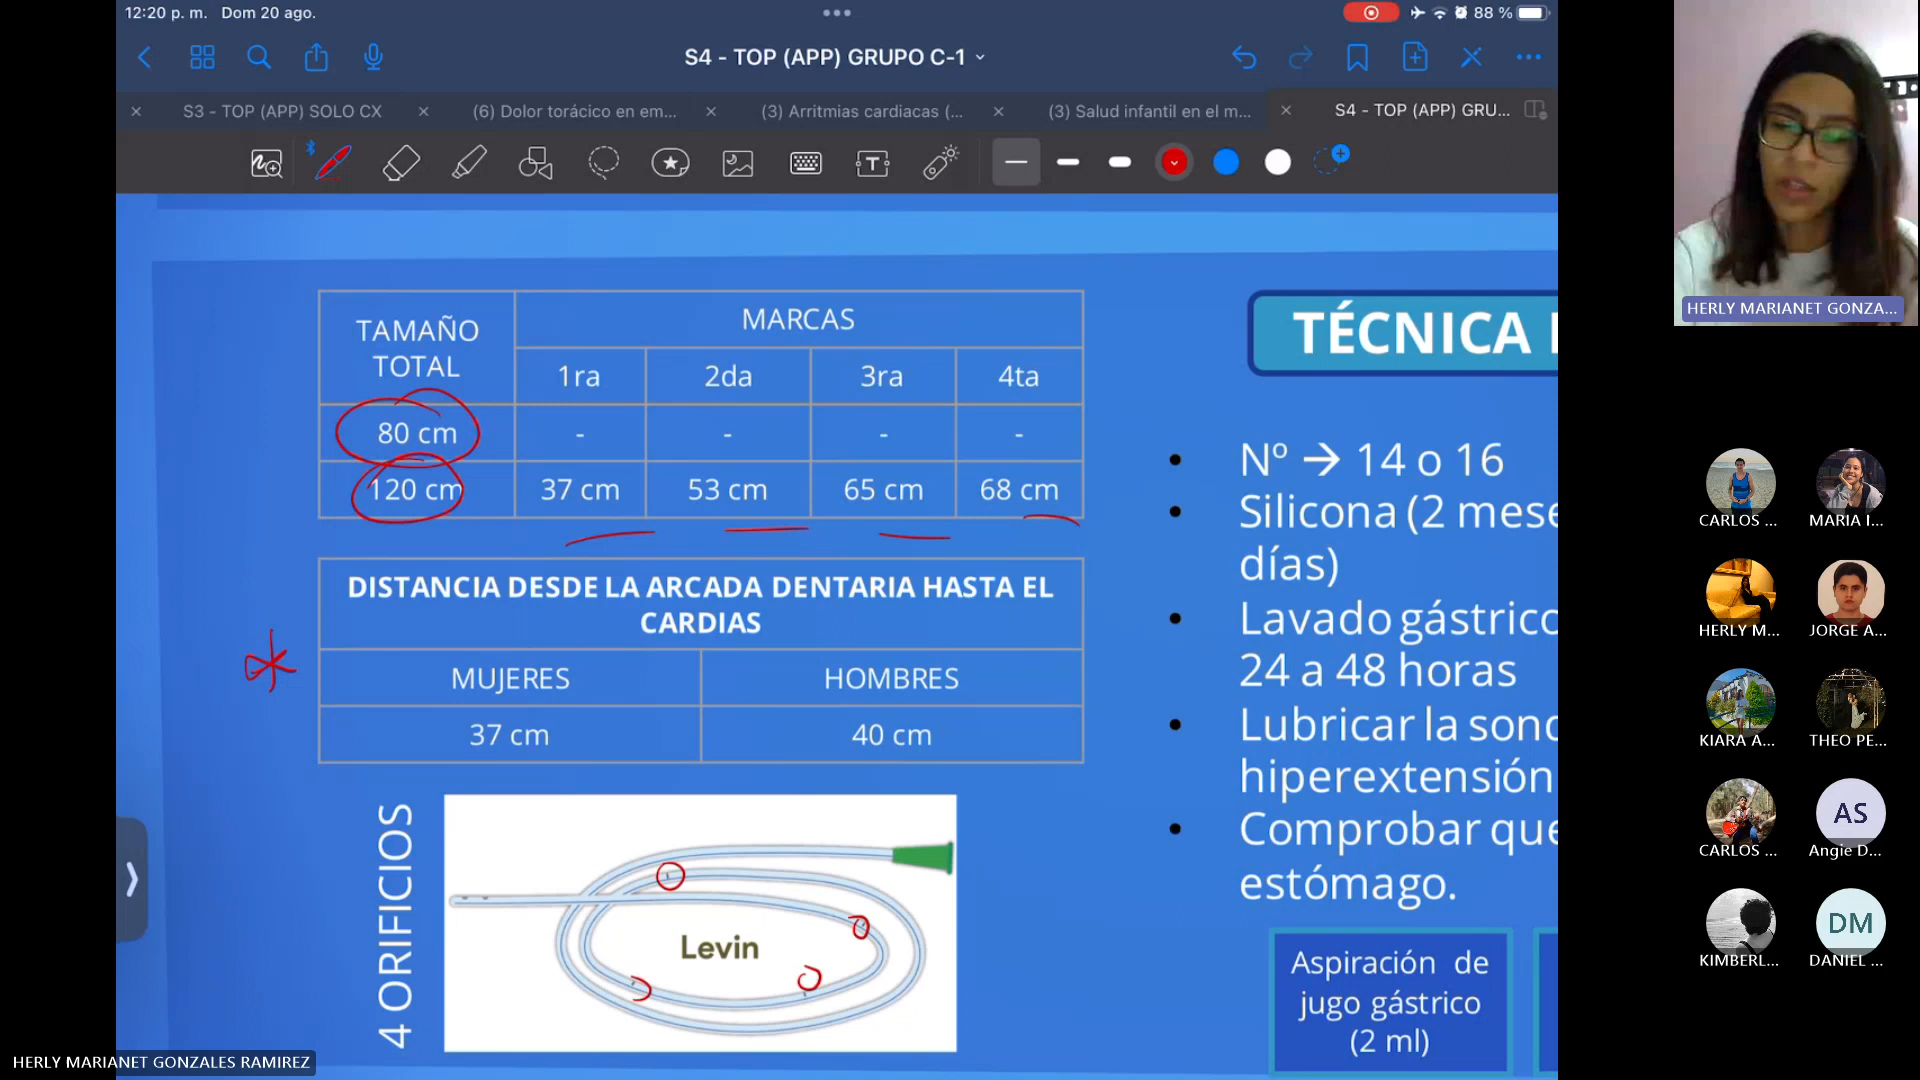 12:20 p. m. Dom 20 ago.
88 %
S4 - TOP (APP) GRUPO C-1
S3 - TOP (APP) SOLO CX
(6) Dolor torácico en em...
(3) Arritmias cardiacas (...
(3) Salud infantil en el m...
S4 - TOP (APP) GRU...
TAMAÑO TOTAL
MARCAS
1ra 2da 3ra 4ta
80 cm - - - -
120 cm 37 cm 53 cm 65 cm 68 cm
DISTANCIA DESDE LA ARCADA DENTARIA HASTA EL
CARDIAS
MUJERES HOMBRES
37 cm 40 cm
4 ORIFICIOS
Levin
TÉCNICA
Nº → 14 o 16
Silicona (2 mese
días)
Lavado gástrico
24 a 48 horas
Lubricar la sond
hiperextensión
Comprobar que
estómago.
Aspiración de
jugo gástrico
(2 ml)
HERLY MARIANET GONZA...
CARLOS ...
MARIA I...
HERLY M...
JORGE A...
KIARA A...
THEO PE...
CARLOS ...
AS
Angie D...
KIMBERL...
DM
DANIEL ...
HERLY MARIANET GONZALES RAMIREZ